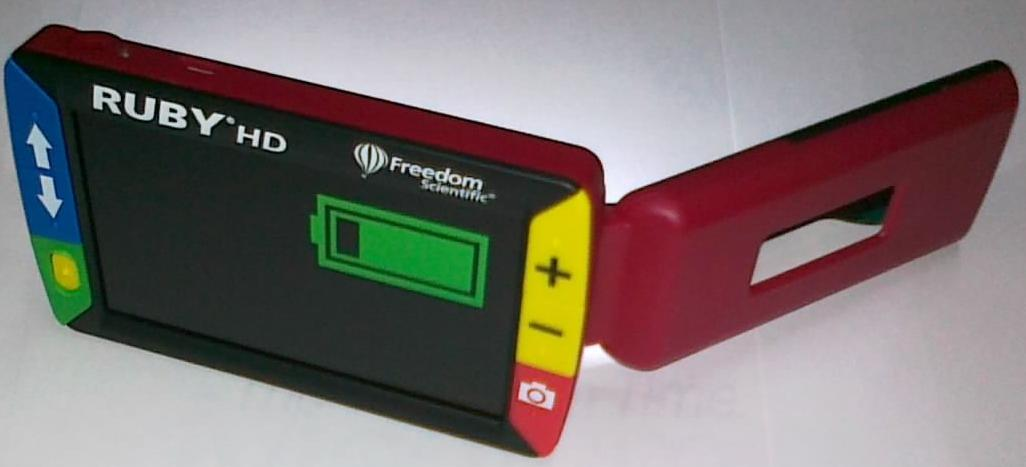 RUBY® HD
Freedom
Scientific®
+
−